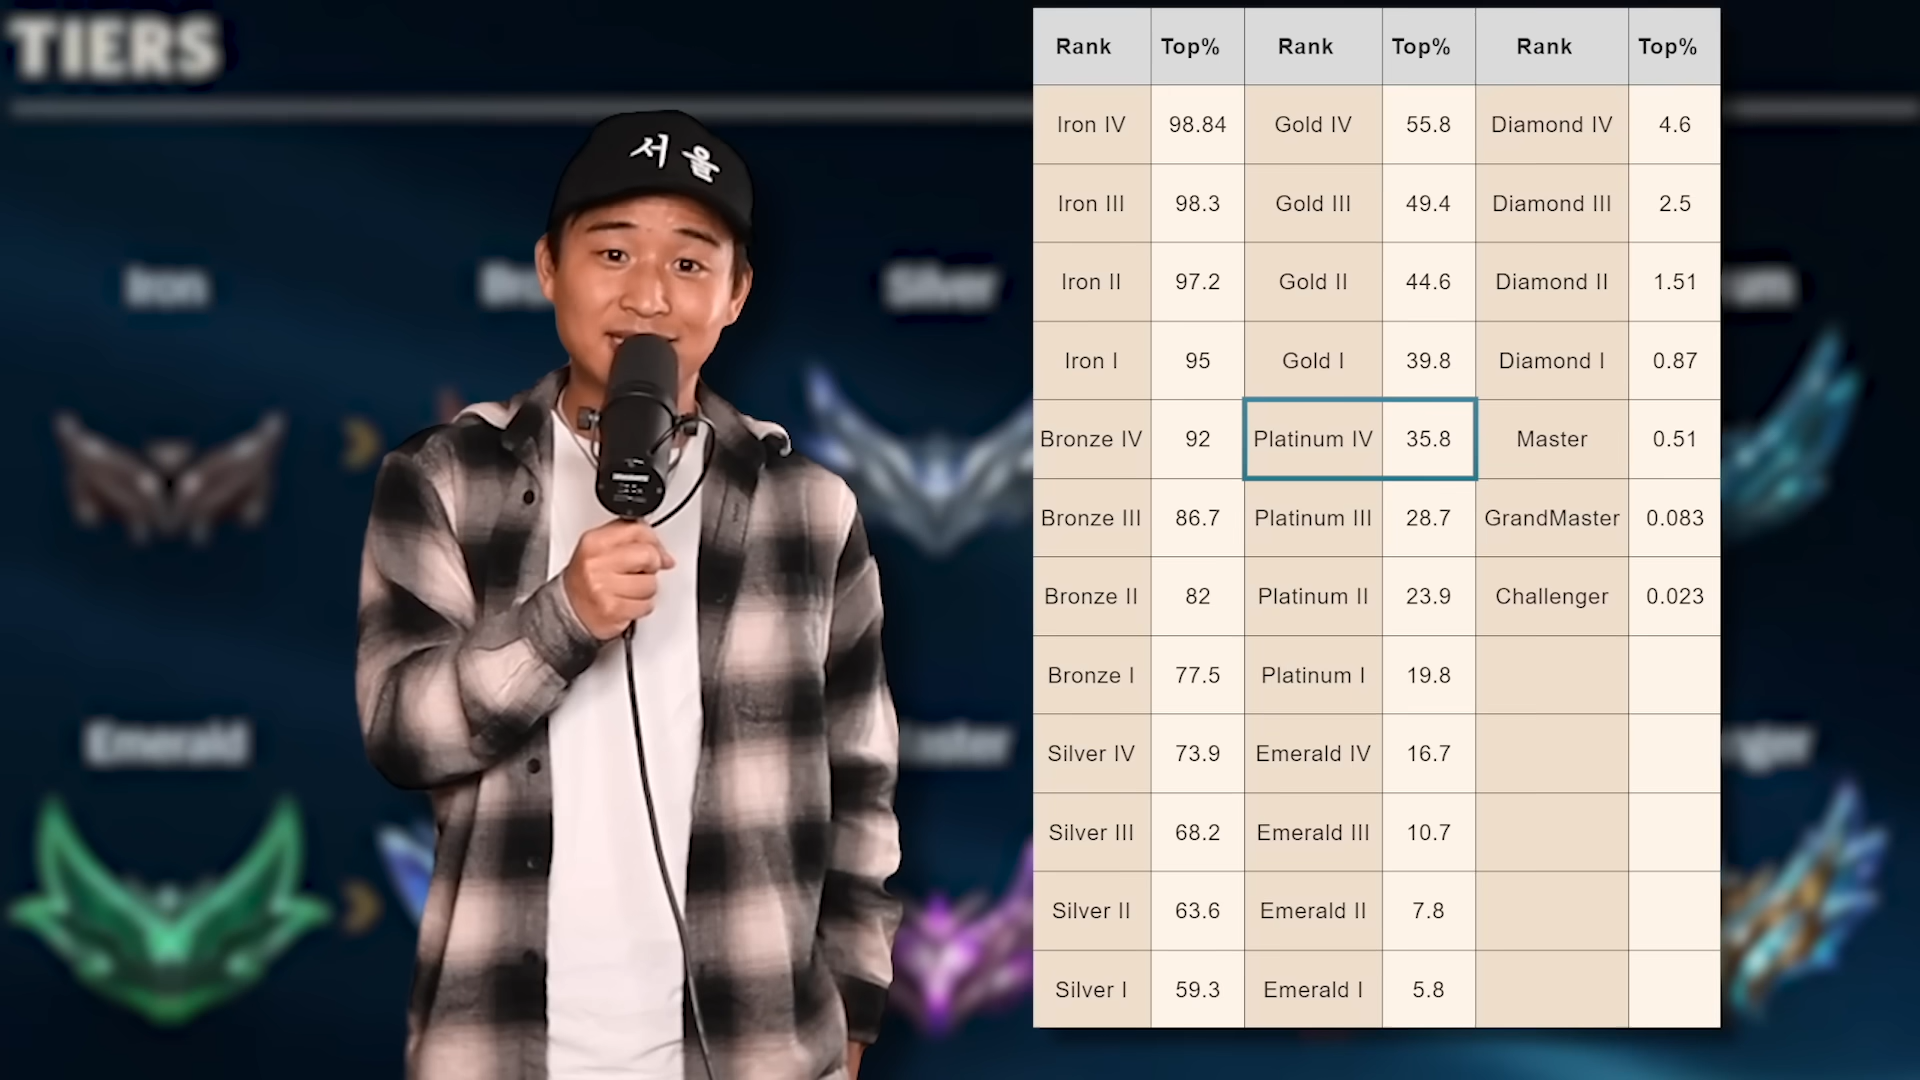 TIERS
서울
Iron
Silver
Emerald
Rank Top% Rank Top% Rank Top%
Iron IV 98.84 Gold IV 55.8 Diamond IV 4.6
Iron III 98.3 Gold III 49.4 Diamond III 2.5
Iron II 97.2 Gold II 44.6 Diamond II 1.51
Iron I 95 Gold I 39.8 Diamond I 0.87
Bronze IV 92 Platinum IV 35.8 Master 0.51
Bronze III 86.7 Platinum III 28.7 GrandMaster 0.083
Bronze II 82 Platinum II 23.9 Challenger 0.023
Bronze I 77.5 Platinum I 19.8
Silver IV 73.9 Emerald IV 16.7
Silver III 68.2 Emerald III 10.7
Silver II 63.6 Emerald II 7.8
Silver I 59.3 Emerald I 5.8